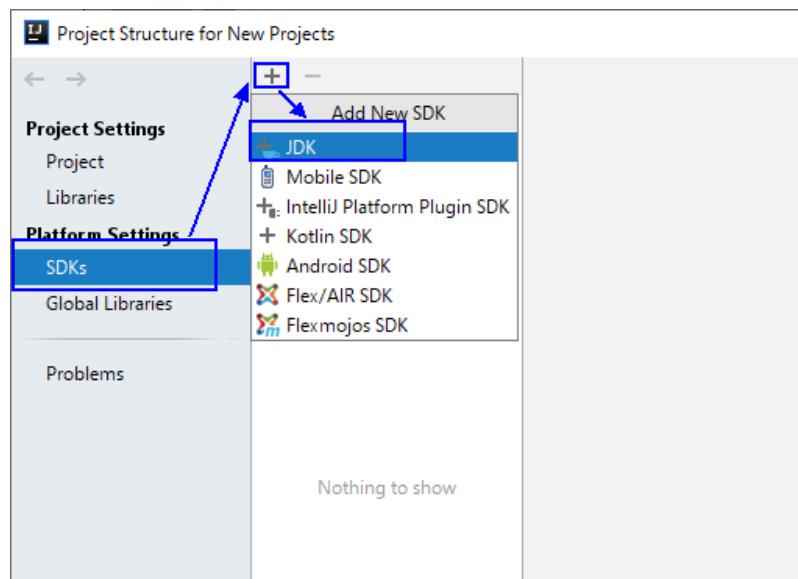 IJ Project Structure for New Projects
Project Settings
Project
Libraries
Platform Settings
SDKs
Global Libraries
Problems
Add New SDK
JDK
Mobile SDK
IntelliJ Platform Plugin SDK
Kotlin SDK
Android SDK
Flex/AIR SDK
Flexmojos SDK
Nothing to show